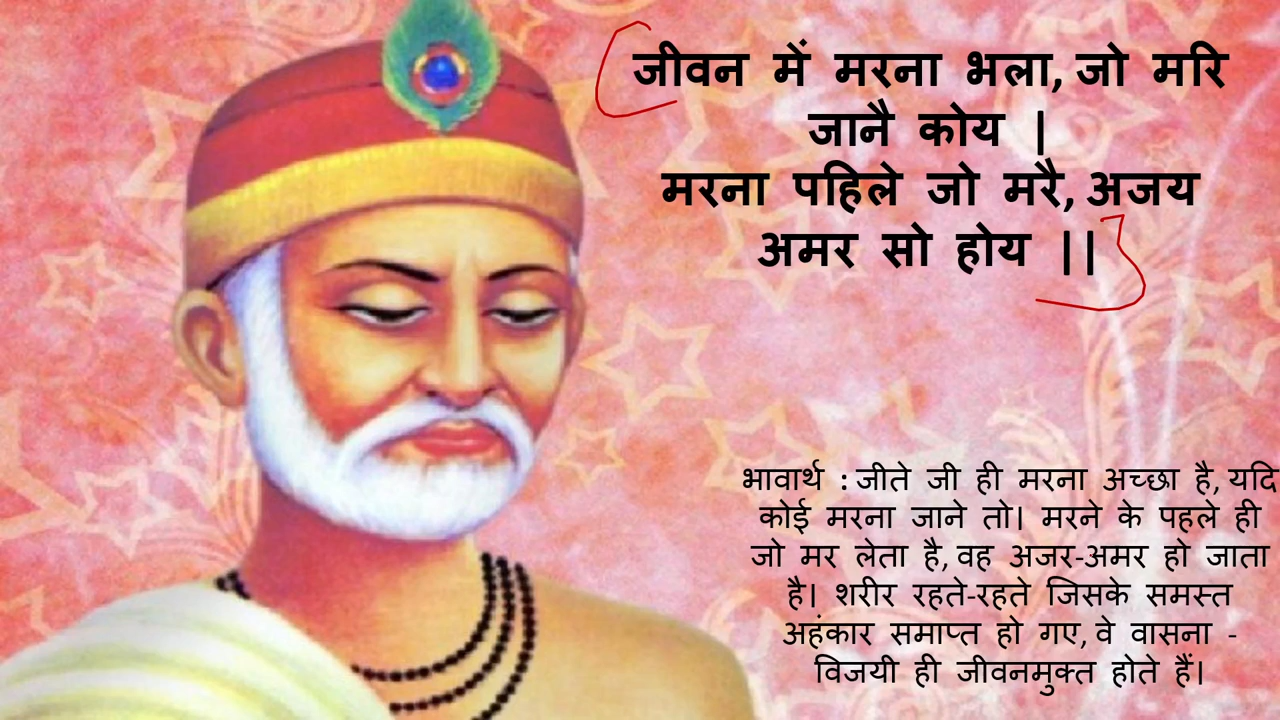 जीवन में मरना भला, जो मरि
जानै कोय |
मरना पहिले जो मरै, अजय
अमर सो होय ||
भावार्थ : जीते जी ही मरना अच्छा है, यदि
कोई मरना जाने तो। मरने के पहले ही
जो मर लेता है, वह अजर-अमर हो जाता
है। शरीर रहते-रहते जिसके समस्त
अहंकार समाप्त हो गए, वे वासना -
विजयी ही जीवनमुक्त होते हैं।